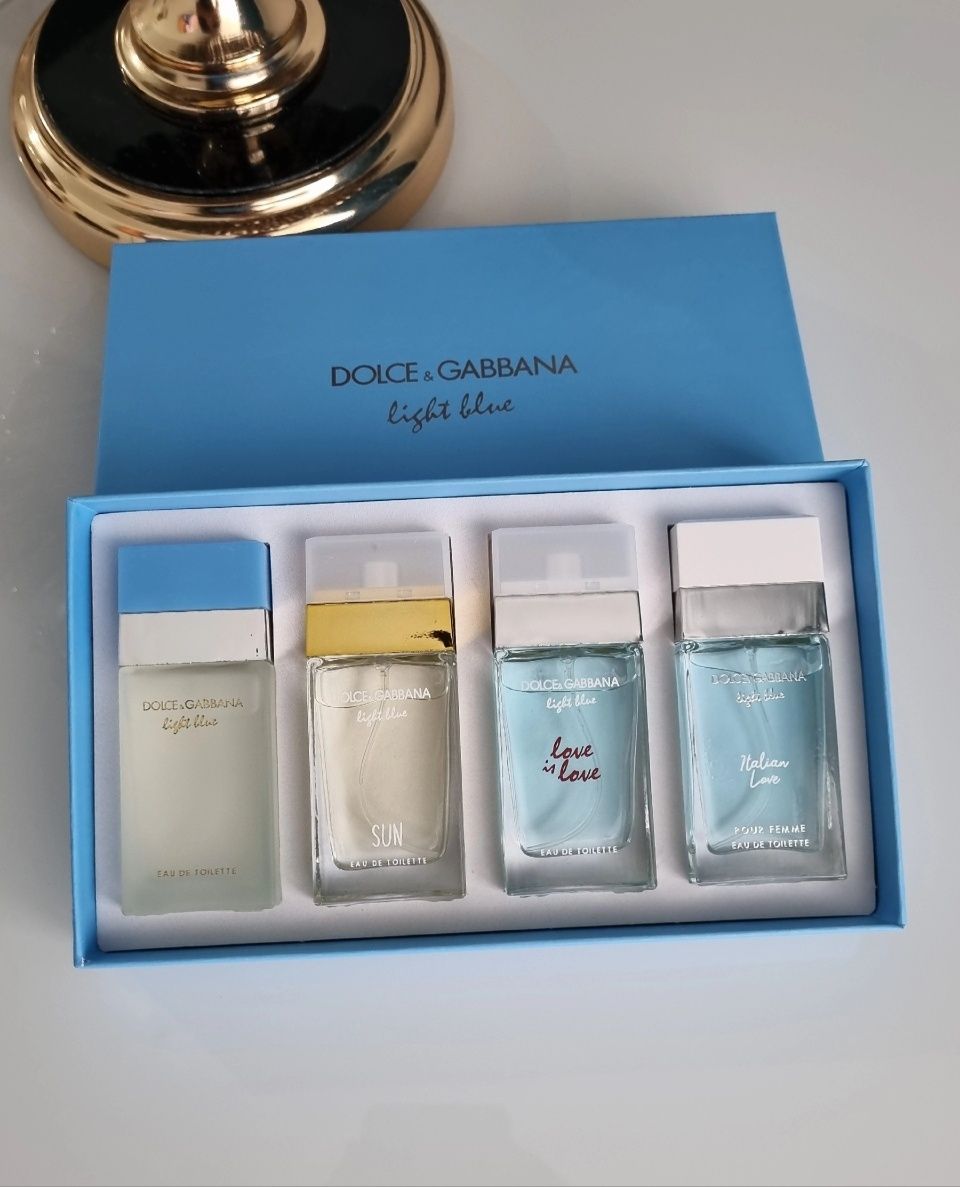 DOLCE & GABBANA
light blue
DOLCE & GABBANA
light blue
EAU DE TOILETTE
DOLCE & GABBANA
light blue
SUN
EAU DE TOILETTE
DOLCE & GABBANA
light blue
love
is love
EAU DE TOILETTE
DOLCE & GABBANA
light blue
Italian
Love
POUR FEMME
EAU DE TOILETTE